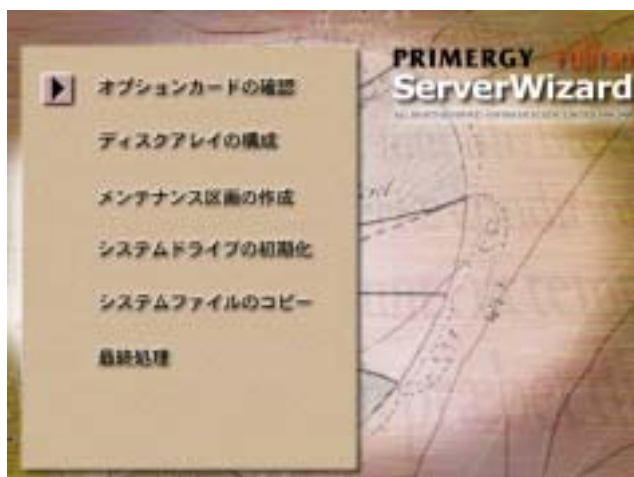 PRIMERGY FUJITSU
ServerWizard
オプションカードの確認
ディスクアレイの構成
メンテナンス区画の作成
システムドライブの初期化
システムファイルのコピー
最終処理